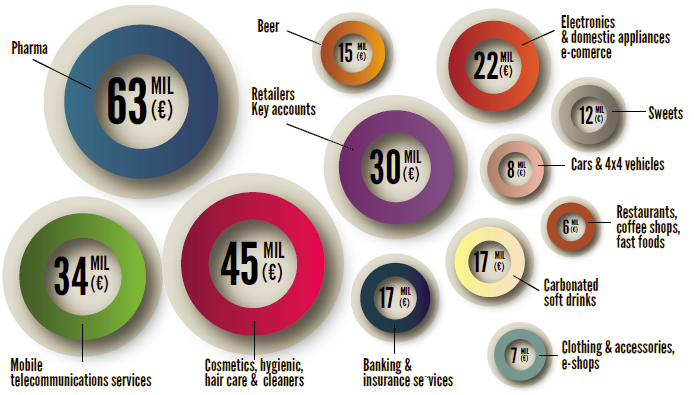 Pharma
63 MIL (€)
Beer
15 MIL (€)
Electronics
& domestic appliances
e-comerce
22 MIL (€)
Retailers
Key accounts
30 MIL (€)
12 MIL (€)
Sweets
8 MIL (€)
Cars & 4x4 vehicles
6 MIL (€)
Restaurants,
coffee shops,
fast foods
34 MIL (€)
Mobile
telecommunications services
45 MIL (€)
Cosmetics, hygienic,
hair care & cleaners
17 MIL (€)
Banking &
insurance services
17 MIL (€)
Carbonated
soft drinks
7 MIL (€)
Clothing & accessories,
e-shops